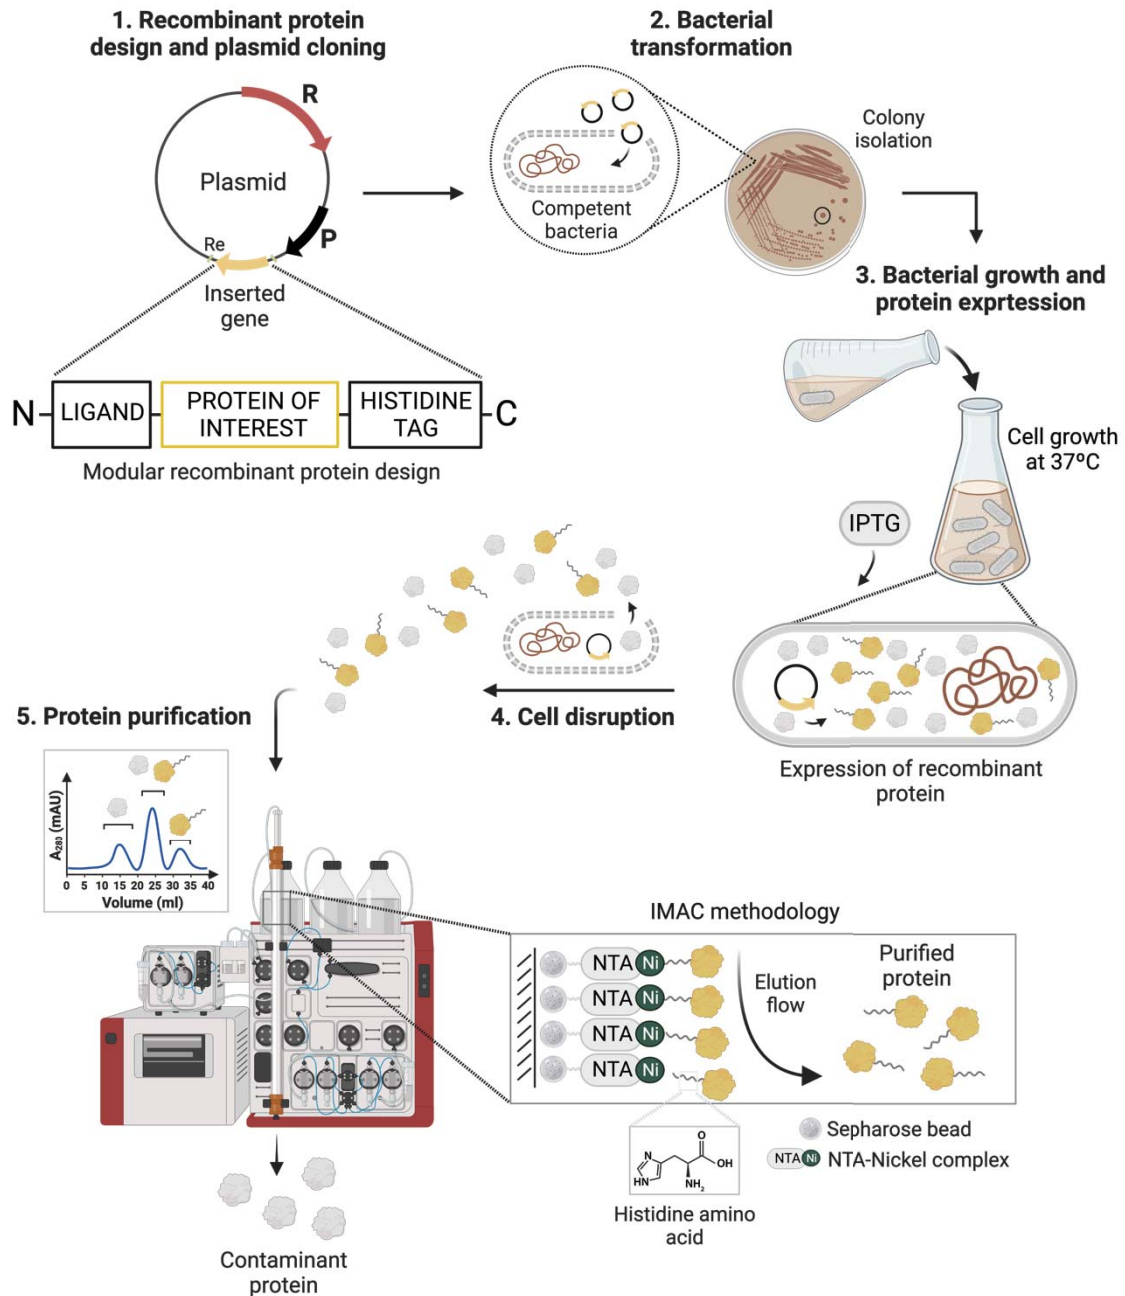 1. Recombinant protein
design and plasmid cloning
R
Plasmid
P
Re
Inserted
gene
N
LIGAND
PROTEIN OF
INTEREST
HISTIDINE
TAG
C
Modular recombinant protein design
2. Bacterial
transformation
Competent
bacteria
Colony
isolation
3. Bacterial growth and
protein exprtession
Cell growth
at 37ºC
IPTG
Expression of recombinant
protein
4. Cell disruption
5. Protein purification
A280 (mAU)
0 5 10 15 20 25 30 35 40
Volume (ml)
IMAC methodology
NTA Ni
NTA Ni
NTA Ni
NTA Ni
Elution
flow
Purified
protein
Sepharose bead
NTA Ni NTA-Nickel complex
N
HN
O
OH
NH2
Histidine amino
acid
Contaminant
protein